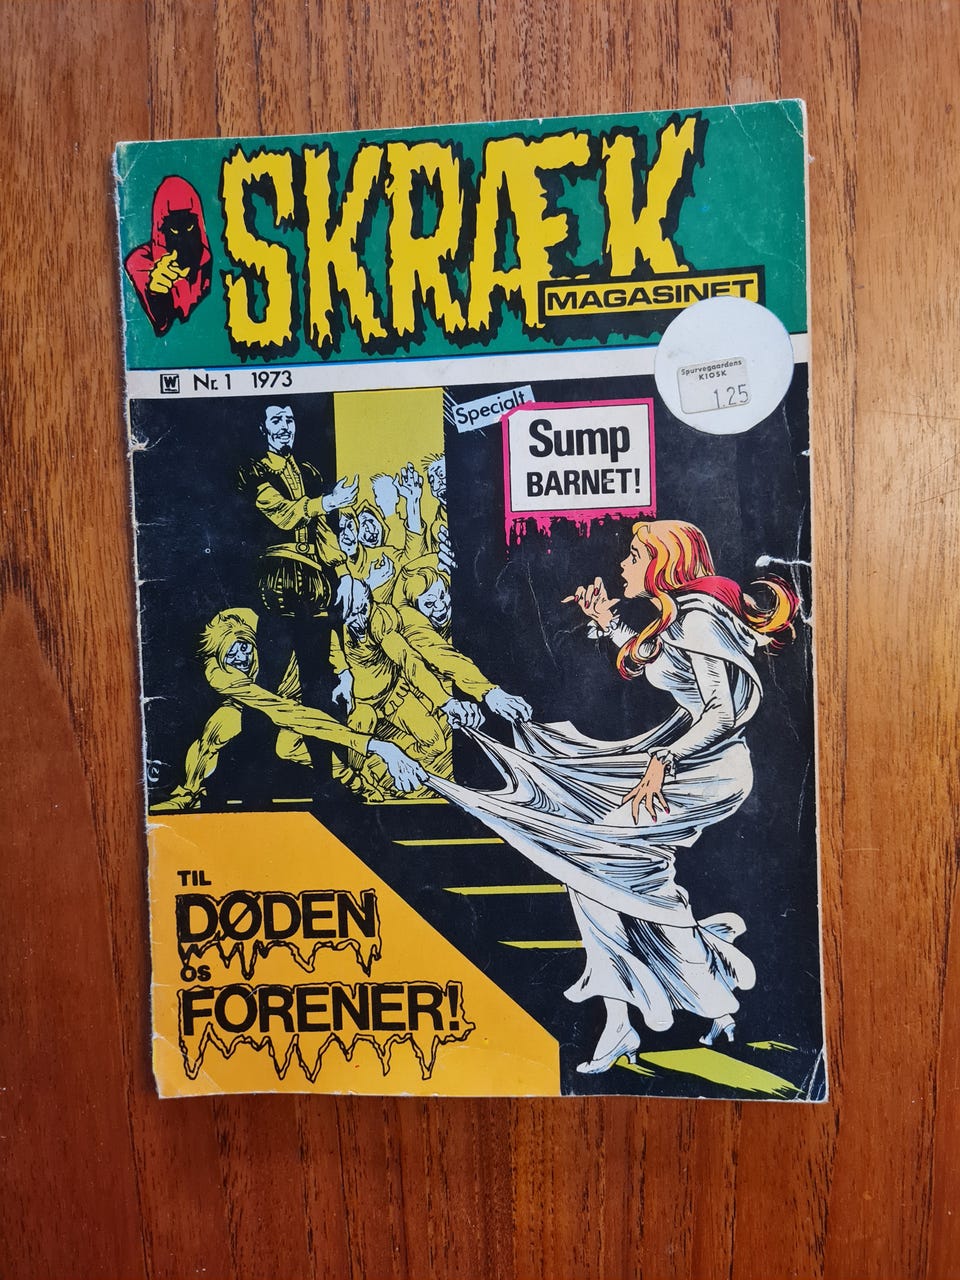 SKRÆK
MAGASINET
W Nr. 1 1973
Spurvegaardens
KIOSK
1.25
Specialt
Sump
BARNET!
TIL
DØDEN
OS
FORENER!